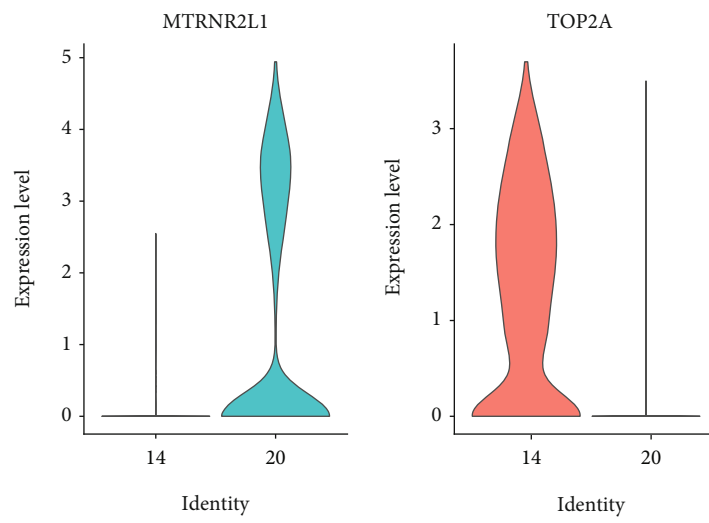 MTRNR2L1
5
4
3
2
1
0
Expression level
14
20
Identity
TOP2A
3
2
1
0
Expression level
14
20
Identity